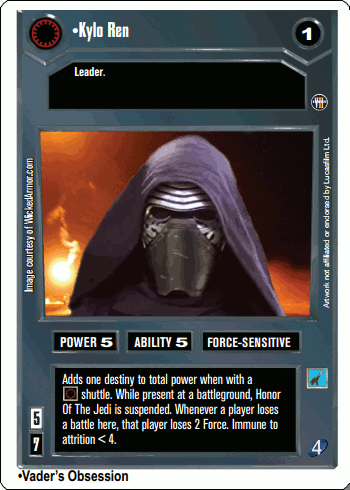 •Kylo Ren
1
Leader.
Image courtesy of WickedArmor.com
Artwork not affiliated or endorsed by Lucasfilm Ltd.
POWER 5
ABILITY 5
FORCE-SENSITIVE
Adds one destiny to total power when with a
shuttle. While present at a battleground, Honor
Of The Jedi is suspended. Whenever a player loses
a battle here, that player loses 2 Force. Immune to
attrition < 4.
5
7
4
•Vader's Obsession